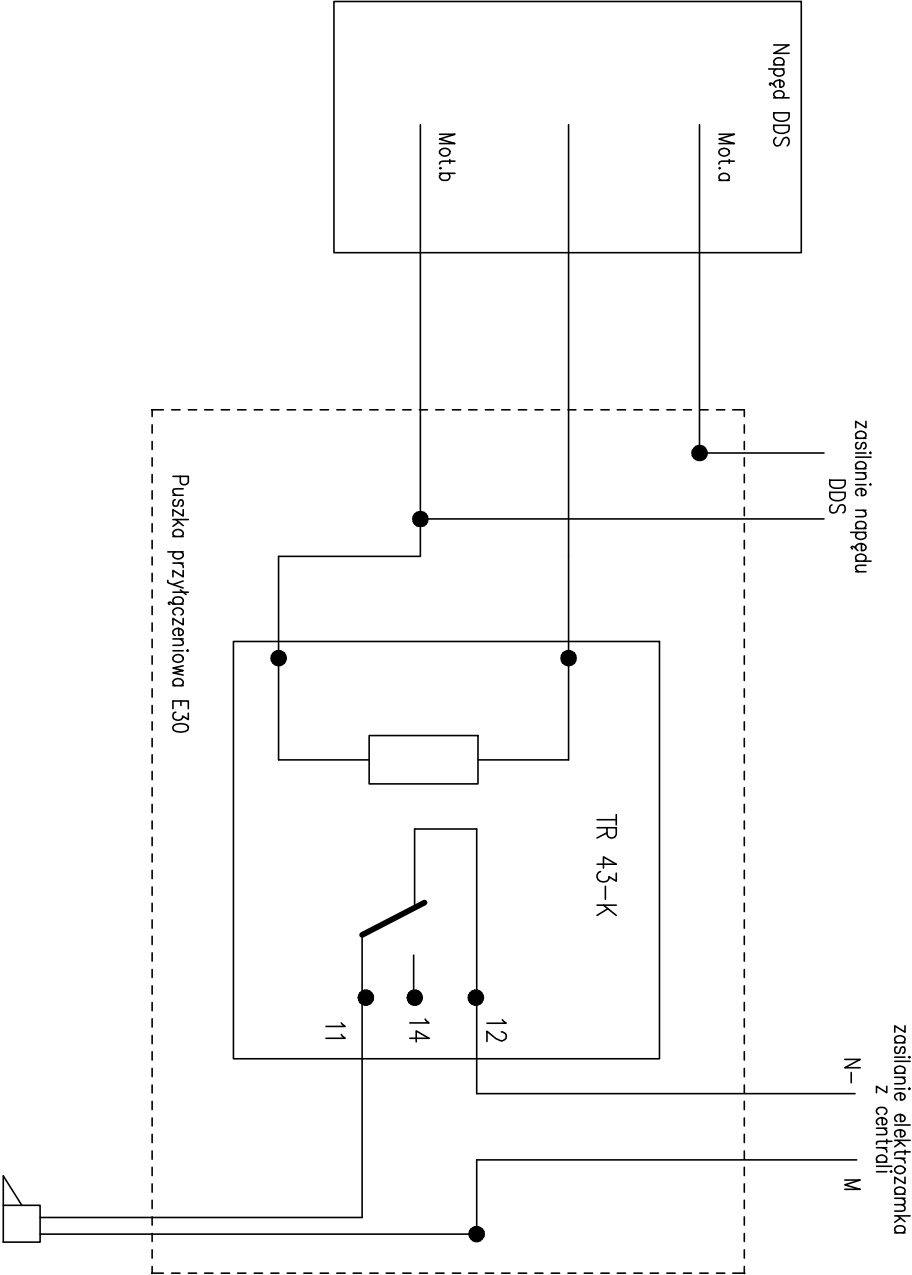 Napęd DDS
Mot.a
Mot.b
zasilanie napędu
DDS
Puszka przyłączeniowa E30
TR 43-K
12
14
11
zasilanie elektrozamka
z centrali
N-
M